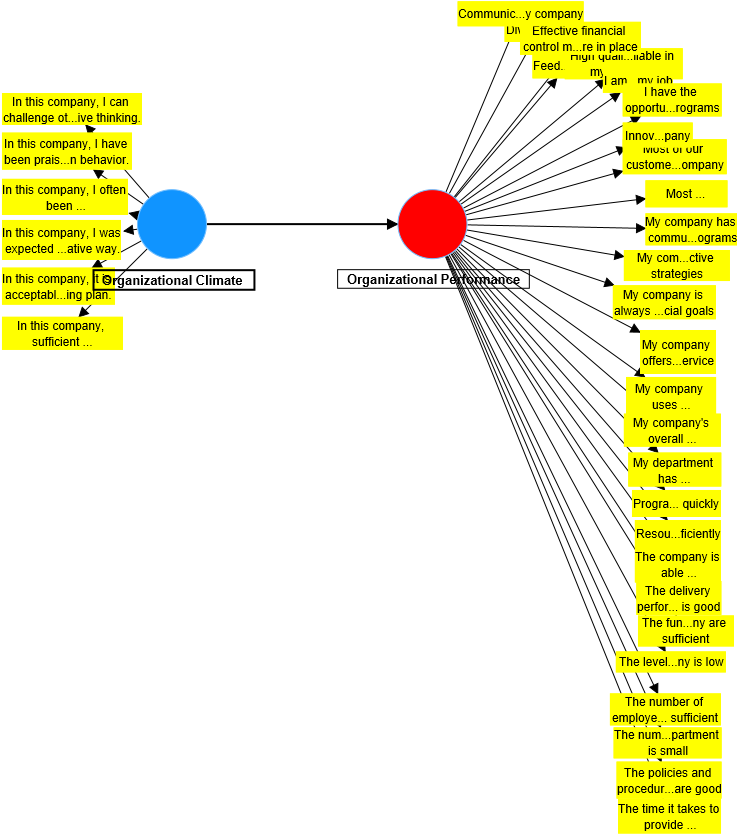 Communic...y company
Div
Effective financial
control m...re in place
High quali...ilable in
my
Feed.
I am ...my job
I have the
opportu...rograms
Innov...pany
Most of our
custome...ompany
Most ...
My company has
commu...ograms
My com...ctive
strategies
My company is
always ...cial goals
My company
offers...ervice
My company
uses ...
My company's
overall ...
My department
has ...
Progra... quickly
Resou...ficiently
The company is
able ...
The delivery
perfor... is good
The fun...ny are
sufficient
The level...ny is low
The number of
employe... sufficient
The num...partment
is small
The policies and
procedur...are good
The time it takes to
provide ...
In this company, I can
challenge ot...ive thinking.
In this company, I have
been prais...n behavior.
In this company, I often
been ...
In this company, I was
expected ...ative way.
In this company, it is
acceptabl...ing plan.
In this company,
sufficient ...
Organizational Climate
Organizational Performance